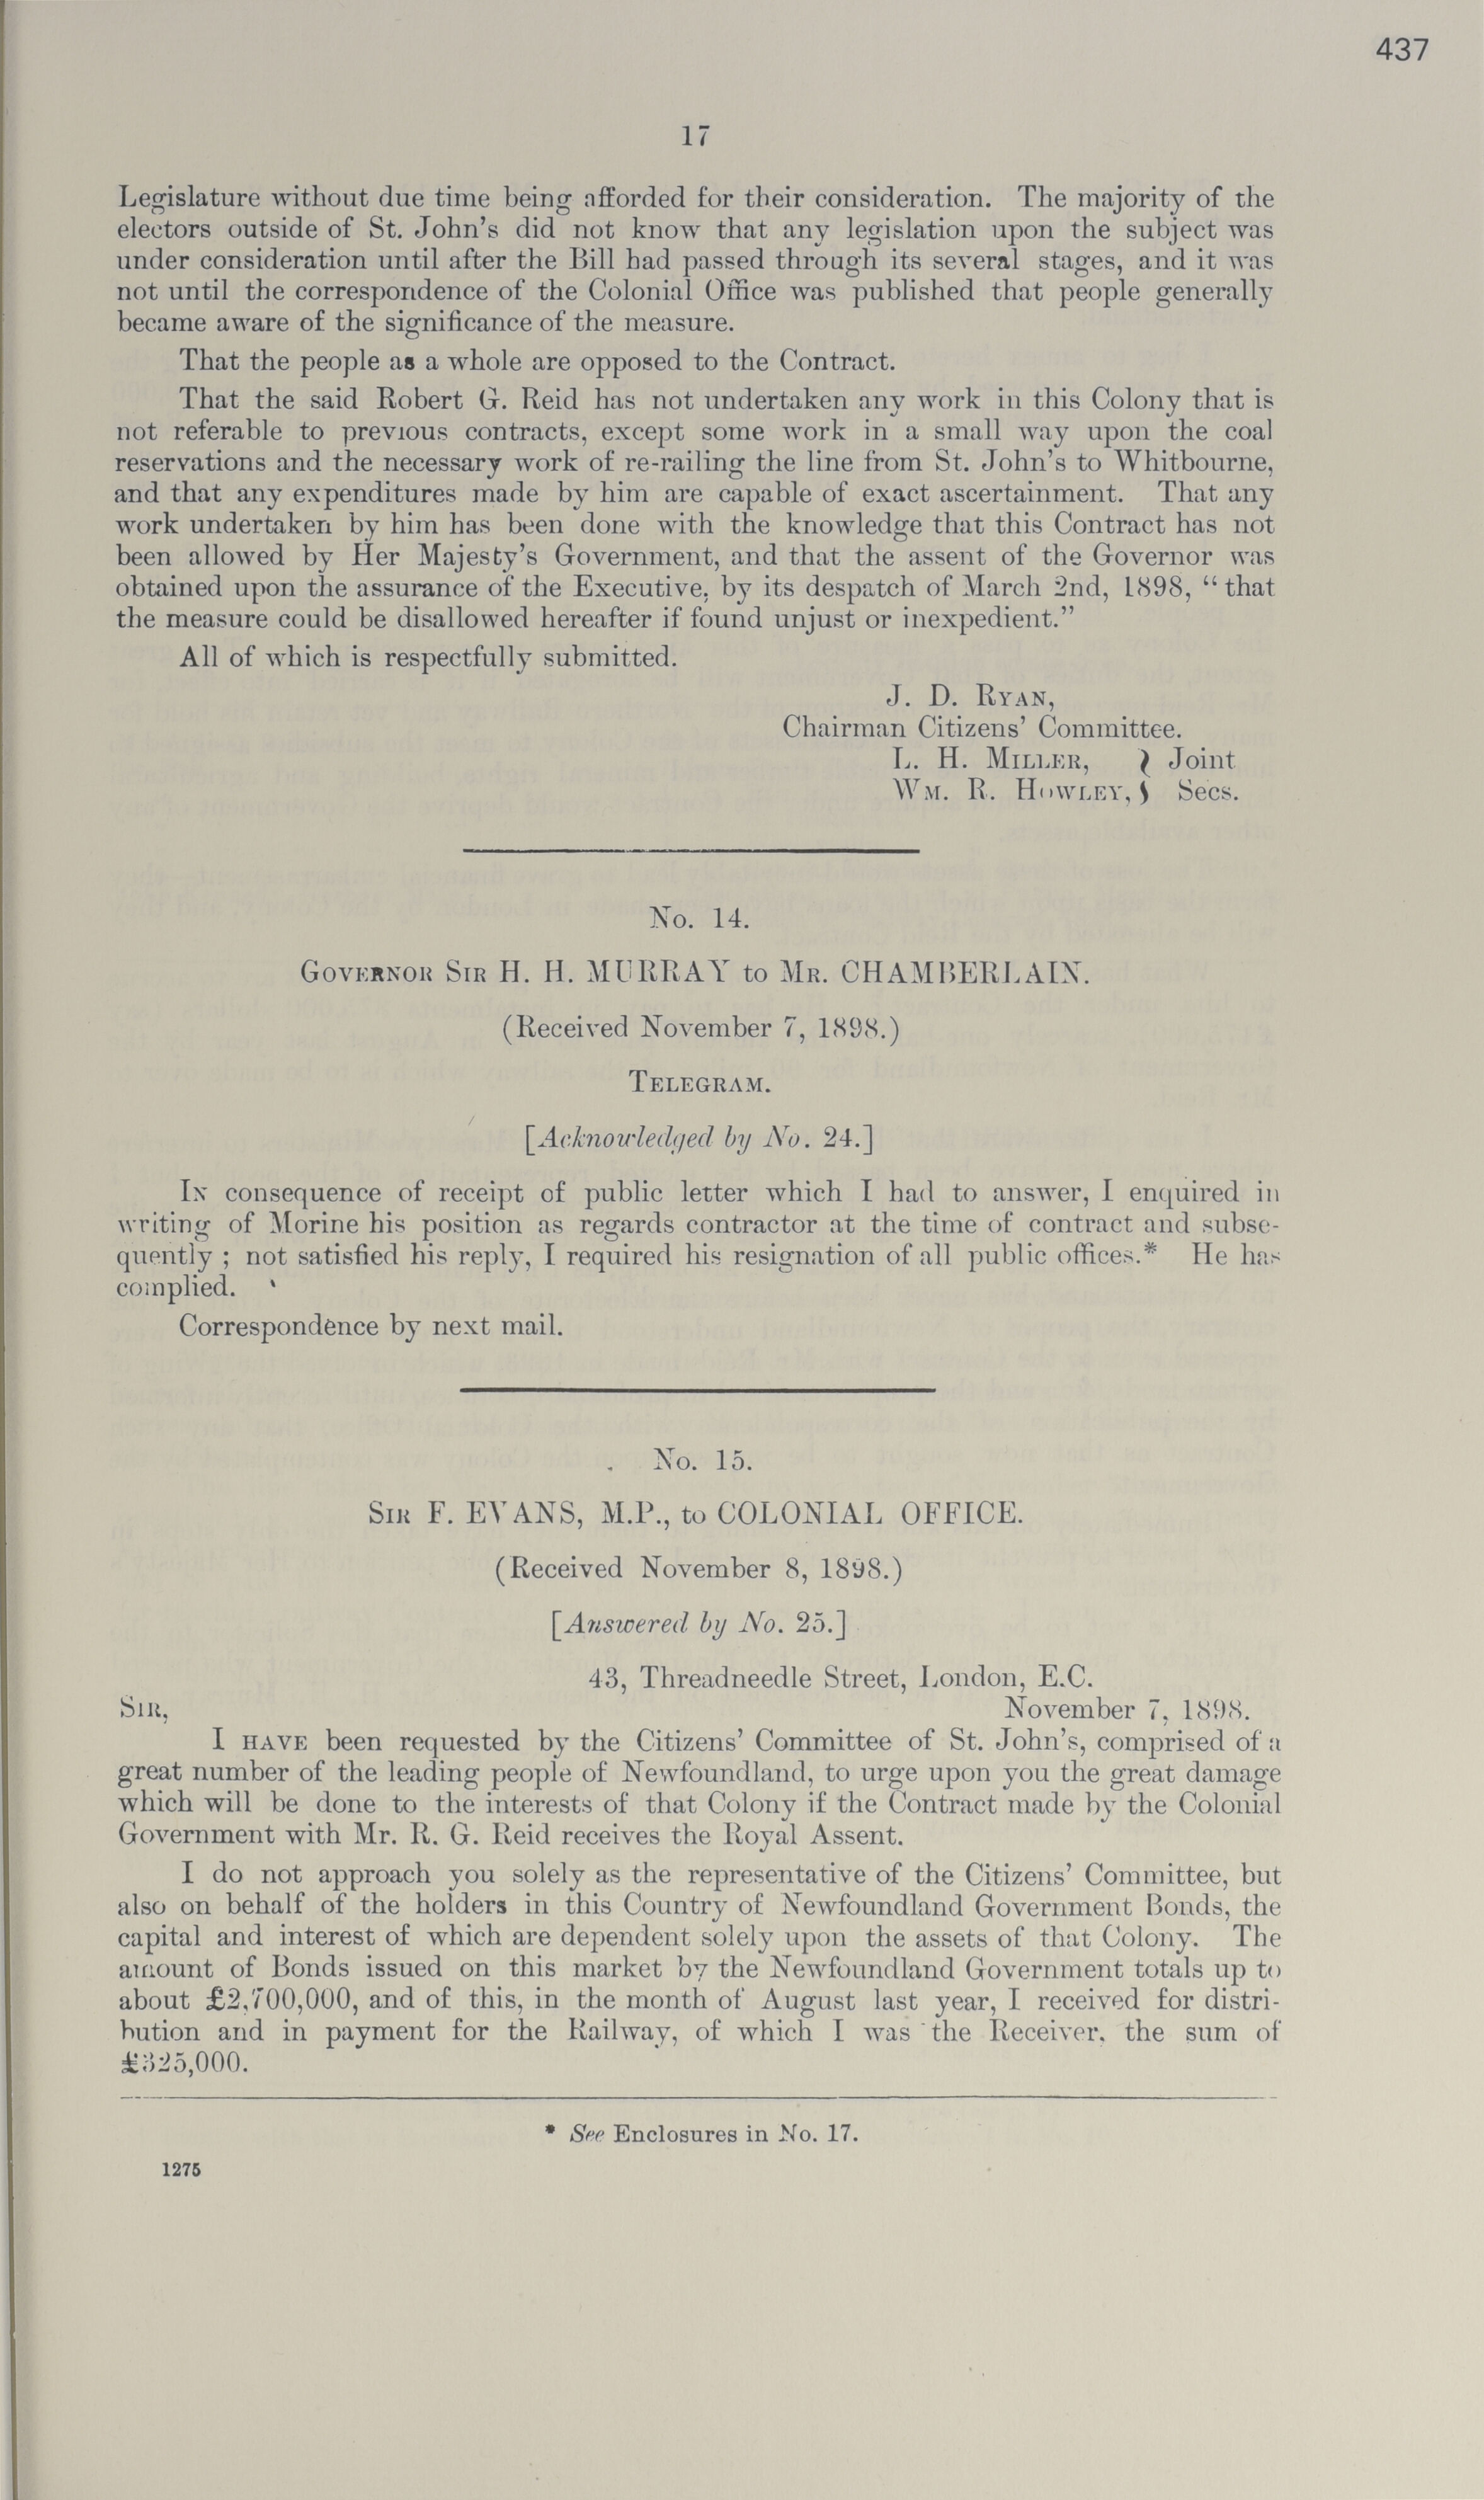 437
17
Legislature without due time being afforded for their consideration. The majority of the
electors outside of St. John's did not know that any legislation upon the subject was
under consideration until after the Bill had passed through its several stages, and it was
not until the correspondence of the Colonial Office was published that people generally
became aware of the significance of the measure.
That the people as a whole are opposed to the Contract.
That the said Robert G. Reid has not undertaken any work in this Colony that is
not referable to previous contracts, except some work in a small way upon the coal
reservations and the necessary work of re-railing the line from St. John's to Whitbourne,
and that any expenditures made by him are capable of exact ascertainment. That any
work undertaken by him has been done with the knowledge that this Contract has not
been allowed by Her Majesty's Government, and that the assent of the Governor was
obtained upon the assurance of the Executive, by its despatch of March 2nd, 1898, “that
the measure could be disallowed hereafter if found unjust or inexpedient.”
All of which is respectfully submitted.
J. D. RYAN,
Chairman Citizens' Committee.
L. H. MILLER, } Joint
WM. R. HOWLEY, } Secs.
No. 14.
GOVERNOR SIR H. H. MURRAY to MR. CHAMBERLAIN.
(Received November 7, 1898.)
TELEGRAM.
[Acknowledged by No. 24.]
IN consequence of receipt of public letter which I had to answer, I enquired in
writing of Morine his position as regards contractor at the time of contract and subse-
quently ; not satisfied his reply, I required his resignation of all public offices.* He has
complied.
Correspondence by next mail.
No. 15.
SIR F. EVANS, M.P., to COLONIAL OFFICE.
(Received November 8, 1898.)
[Answered by No. 25.]
43, Threadneedle Street, London, E.C.
SIR, November 7, 1898.
I HAVE been requested by the Citizens' Committee of St. John's, comprised of a
great number of the leading people of Newfoundland, to urge upon you the great damage
which will be done to the interests of that Colony if the Contract made by the Colonial
Government with Mr. R. G. Reid receives the Royal Assent.
I do not approach you solely as the representative of the Citizens' Committee, but
also on behalf of the holders in this Country of Newfoundland Government Bonds, the
capital and interest of which are dependent solely upon the assets of that Colony. The
amount of Bonds issued on this market by the Newfoundland Government totals up to
about £2,700,000, and of this, in the month of August last year, I received for distri-
bution and in payment for the Railway, of which I was the Receiver, the sum of
£325,000.
* See Enclosures in No. 17.
1275